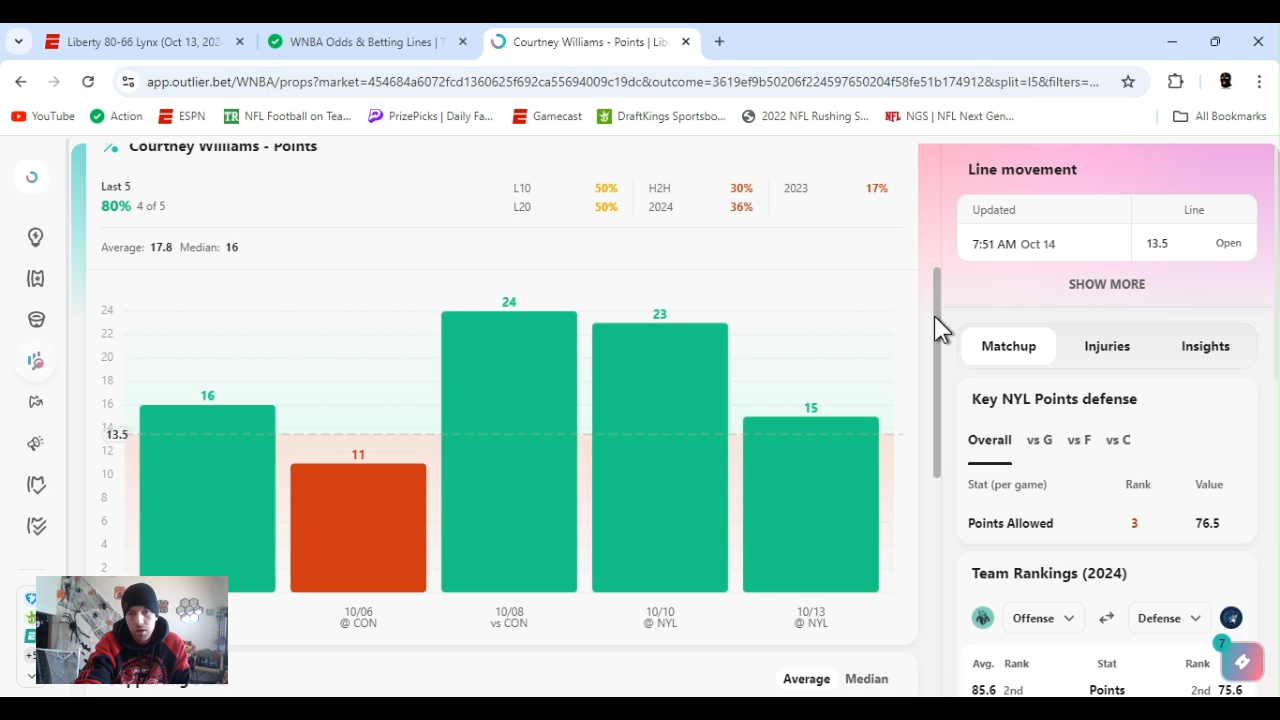 Liberty 80-66 Lynx (Oct 13, 202
WNBA Odds & Betting Lines | T
Courtney Williams - Points | Lib
app.outlier.bet/WNBA/props?market=454684a6072fcd1360625f692ca55694009c19dc&outcome=3619ef9b50206f224597650204f58fe51b174912&split=l5&filters=...
YouTube Action ESPN NFL Football on Tea... PrizePicks | Daily Fa... Gamecast DraftKings Sportsbo... 2022 NFL Rushing S... NGS | NFL Next Gen... All Bookmarks
Courtney Williams - Points
Last 5
80% 4 of 5
L10 50% H2H 30% 2023 17%
L20 50% 2024 36%
Average: 17.8 Median: 16
24
22
20
18
16
14
13.5
12
10
8
6
4
2
16
11
24
23
15
10/06
@ CON
10/08
vs CON
10/10
@ NYL
10/13
@ NYL
Average Median
Line movement
Updated Line
7:51 AM Oct 14 13.5 Open
SHOW MORE
Matchup Injuries Insights
Key NYL Points defense
Overall vs G vs F vs C
Stat (per game) Rank Value
Points Allowed 3 76.5
Team Rankings (2024)
Offense Defense
7
Avg. Rank Stat Rank
85.6 2nd Points 2nd 75.6